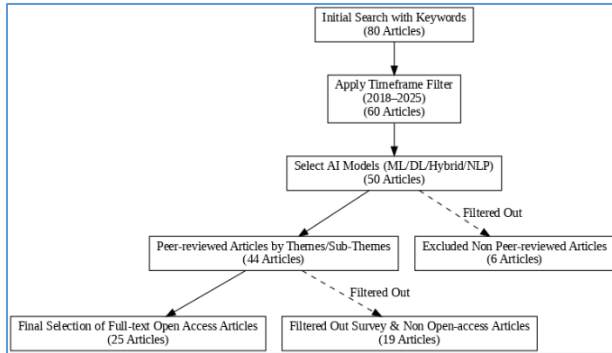 Initial Search with Keywords
(80 Articles)
Apply Timeframe Filter
(2018–2025)
(60 Articles)
Select AI Models (ML/DL/Hybrid/NLP)
(50 Articles)
Filtered Out
Peer-reviewed Articles by Themes/Sub-Themes
(44 Articles)
Excluded Non Peer-reviewed Articles
(6 Articles)
Filtered Out
Final Selection of Full-text Open Access Articles
(25 Articles)
Filtered Out Survey & Non Open-access Articles
(19 Articles)